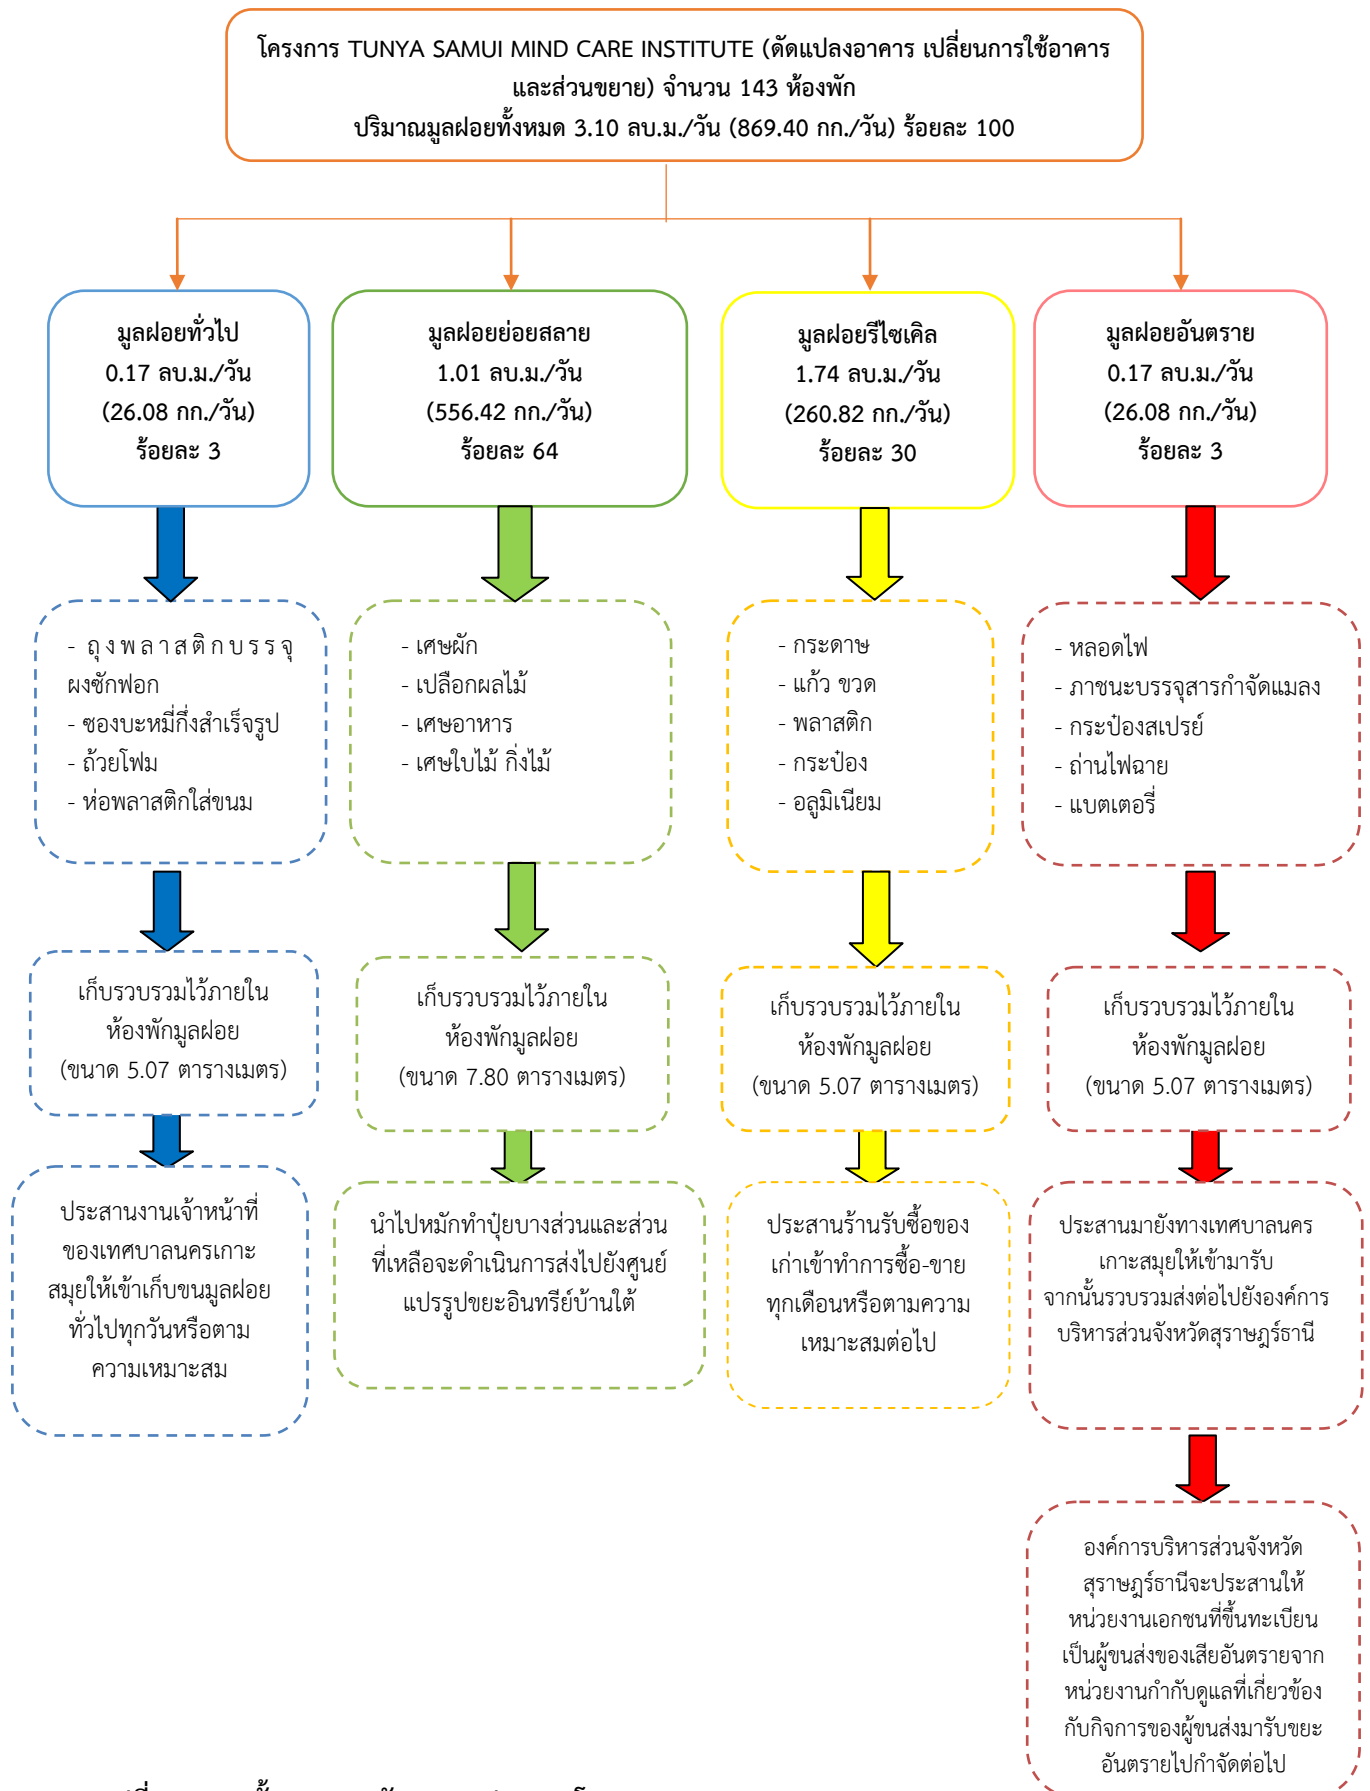 โครงการ TUNYA SAMUI MIND CARE INSTITUTE (ดัดแปลงอาคาร เปลี่ยนการใช้อาคาร
และส่วนขยาย) จำนวน 143 ห้องพัก
ปริมาณมูลฝอยทั้งหมด 3.10 ลบ.ม./วัน (869.40 กก./วัน) ร้อยละ 100
มูลฝอยทั่วไป
0.17 ลบ.ม./วัน
(26.08 กก./วัน)
ร้อยละ 3
มูลฝอยย่อยสลาย
1.01 ลบ.ม./วัน
(556.42 กก./วัน)
ร้อยละ 64
มูลฝอยรีไซเคิล
1.74 ลบ.ม./วัน
(260.82 กก./วัน)
ร้อยละ 30
มูลฝอยอันตราย
0.17 ลบ.ม./วัน
(26.08 กก./วัน)
ร้อยละ 3
- ถุงพลาสติกบรรจุ
ผงซักฟอก
- ซองบะหมี่กึ่งสำเร็จรูป
- ถ้วยโฟม
- ห่อพลาสติกใส่ขนม
- เศษผัก
- เปลือกผลไม้
- เศษอาหาร
- เศษใบไม้ กิ่งไม้
- กระดาษ
- แก้ว ขวด
- พลาสติก
- กระป๋อง
- อลูมิเนียม
- หลอดไฟ
- ภาชนะบรรจุสารกำจัดแมลง
- กระป๋องสเปรย์
- ถ่านไฟฉาย
- แบตเตอรี่
เก็บรวบรวมไว้ภายใน
ห้องพักมูลฝอย
(ขนาด 5.07 ตารางเมตร)
เก็บรวบรวมไว้ภายใน
ห้องพักมูลฝอย
(ขนาด 7.80 ตารางเมตร)
เก็บรวบรวมไว้ภายใน
ห้องพักมูลฝอย
(ขนาด 5.07 ตารางเมตร)
เก็บรวบรวมไว้ภายใน
ห้องพักมูลฝอย
(ขนาด 5.07 ตารางเมตร)
ประสานงานเจ้าหน้าที่
ของเทศบาลนครเกาะ
สมุยให้เข้าเก็บขนมูลฝอย
ทั่วไปทุกวันหรือตาม
ความเหมาะสม
นำไปหมักทำปุ๋ยบางส่วนและส่วน
ที่เหลือจะดำเนินการส่งไปยังศูนย์
แปรรูปขยะอินทรีย์บ้านใต้
ประสานร้านรับซื้อของ
เก่าเข้าทำการซื้อ-ขาย
ทุกเดือนหรือตามความ
เหมาะสมต่อไป
ประสานมายังทางเทศบาลนคร
เกาะสมุยให้เข้ามารับ
จากนั้นรวบรวมส่งต่อไปยังองค์การ
บริหารส่วนจังหวัดสุราษฎร์ธานี
องค์การบริหารส่วนจังหวัด
สุราษฎร์ธานีจะประสานให้
หน่วยงานเอกชนที่ขึ้นทะเบียน
เป็นผู้ขนส่งของเสียอันตรายจาก
หน่วยงานกำกับดูแลที่เกี่ยวข้อง
กับกิจการของผู้ขนส่งมารับขยะ
อันตรายไปกำจัดต่อไป